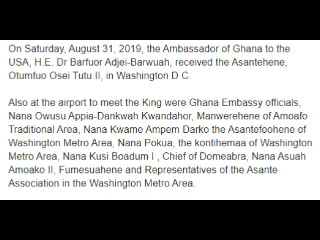 On Saturday, August 31, 2019, the Ambassador of Ghana to the
USA, H.E. Dr Barfuor Adjei-Barwuah, received the Asantehene,
Otumfuo Osei Tutu II, in Washington D.C.
Also at the airport to meet the King were Ghana Embassy officials,
Nana Owusu Appia-Dankwah Kwandahor, Manwerehene of Amoafo
Traditional Area, Nana Kwame Ampem Darko the Asantefoohene of
Washington Metro Area, Nana Pokua, the kontihemaa of Washington
Metro Area, Nana Kusi Boadum I , Chief of Domeabra, Nana Asuah
Amoako II, Fumesuahene and Representatives of the Asante
Association in the Washington Metro Area.